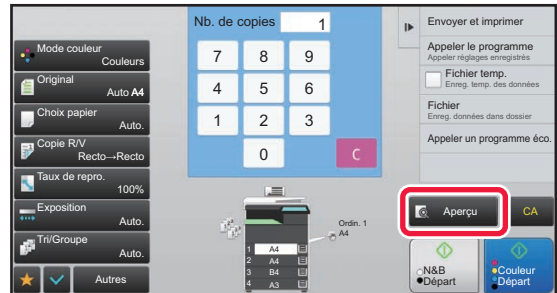 Nb. de copies 1
Mode couleur
Couleurs
Original
Auto A4
Choix papier
Auto.
Copie R/V
Recto→Recto
Taux de repro.
100%
Exposition
Auto.
Tri/Groupe
Auto.
Autres
7 8 9
4 5 6
1 2 3
0 C
Ordin. 1
A4
1 A4
2 A4
3 B4
4 A3
Envoyer et imprimer
Appeler le programme
Appeler réglages enregistrés
Fichier temp.
Enreg. temp. des données
Fichier
Enreg. données dans dossier
Appeler un programme éco.
Aperçu
CA
N&B
Départ
Couleur
Départ